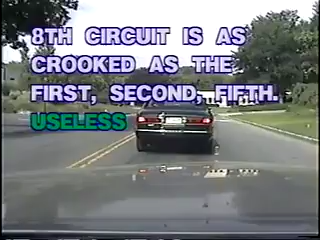 8TH CIRCUIT IS AS
CROOKED AS THE
FIRST, SECOND, FIFTH.
USELESS